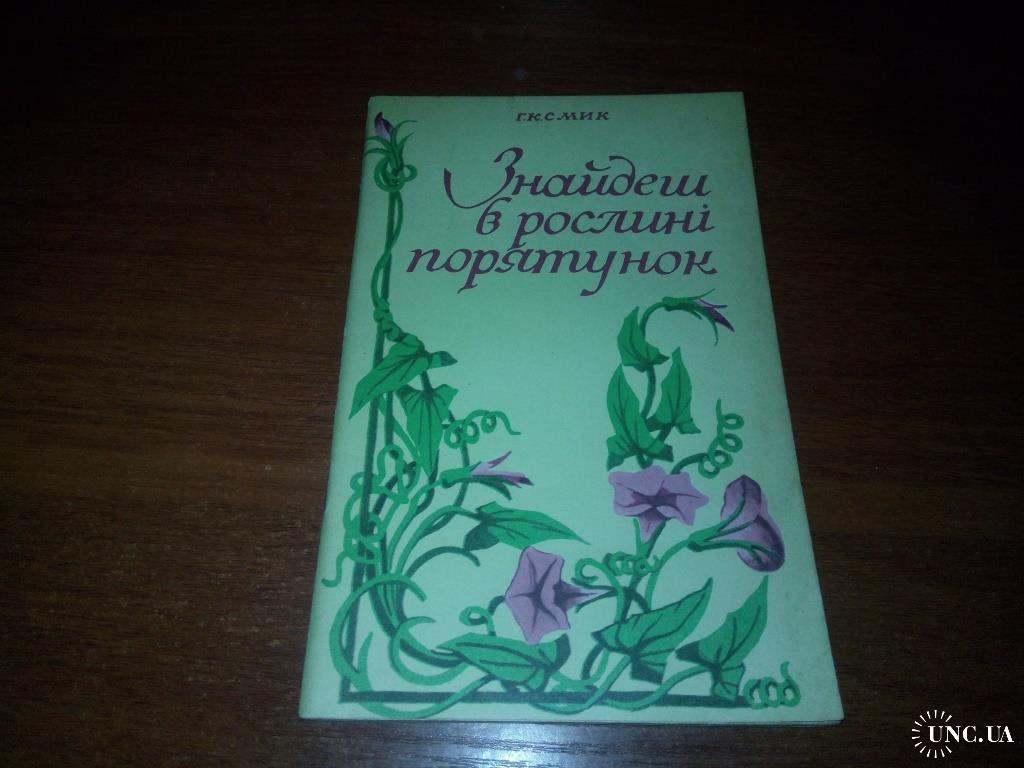 Г.К.СМИК
Знайдеш
в рослині
порятунок
UNC.UA